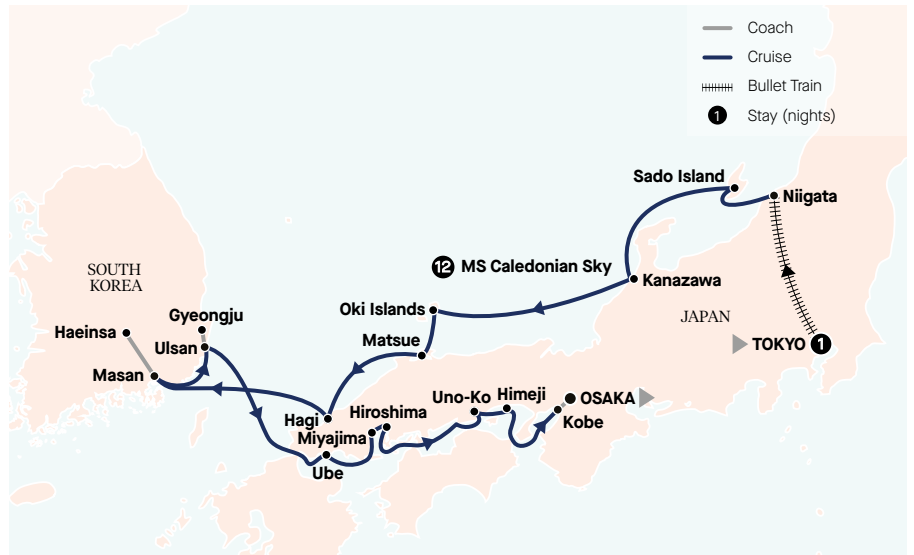 Coach
Cruise
Bullet Train
1 Stay (nights)
Sado Island
Niigata
12 MS Caledonian Sky
Kanazawa
SOUTH
KOREA
Oki Islands
JAPAN
Gyeongju
Haeinsa
Ulsan
Matsue
TOKYO 1
Masan
Uno-Ko
Himeji
OSAKA
Hagi
Hiroshima
Kobe
Miyajima
Ube